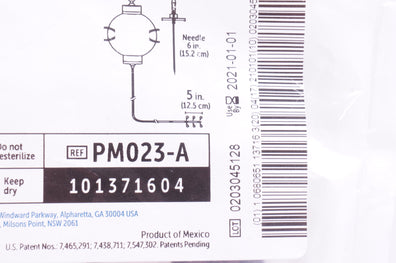 Needle
6 in.
(15.2 cm)
5 in.
(12.5 cm)
Do not
resterilize
REF PM023-A
Keep
dry
101371604
Windward Parkway, Alpharetta, GA 30004 USA
, Milsons Point, NSW 2061
Product of Mexico
U.S. Patent Nos.: 7,465,291; 7,438,711; 7,547,302. Patents Pending
Use By 2021-01-01
LOT 0203045128